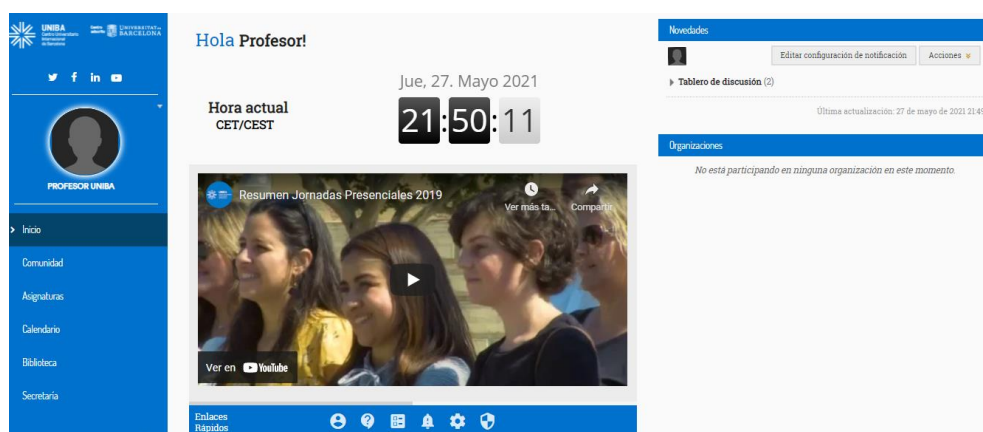 UNIBA
Centro Universitario
Internacional
de Barcelona
UNIVERSITAT DE
BARCELONA
PROFESOR UNIBA
Inicio
Comunidad
Asignaturas
Calendario
Biblioteca
Secretaría
Hola Profesor!
Jue, 27. Mayo 2021
Hora actual
CET/CEST
21:50:11
Resumen Jornadas Presenciales 2019
Ver más ta...
Compartir
Ver en YouTube
Enlaces
Rápidos
Novedades
Editar configuración de notificación
Acciones
Tablero de discusión (2)
Última actualización: 27 de mayo de 2021 21:49
Organizaciones
No está participando en ninguna organización en este momento.